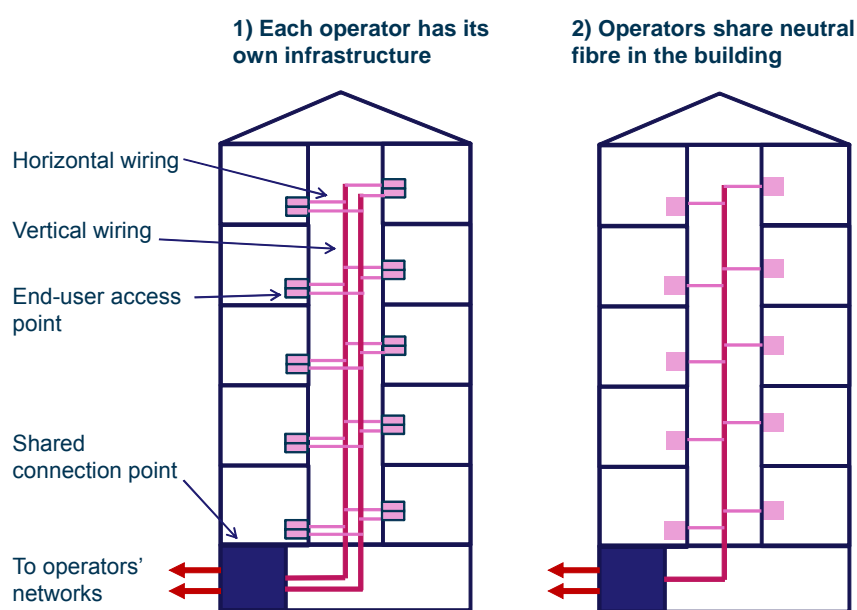 1) Each operator has its
own infrastructure
2) Operators share neutral
fibre in the building
Horizontal wiring
Vertical wiring
End-user access
point
Shared
connection point
To operators’
networks